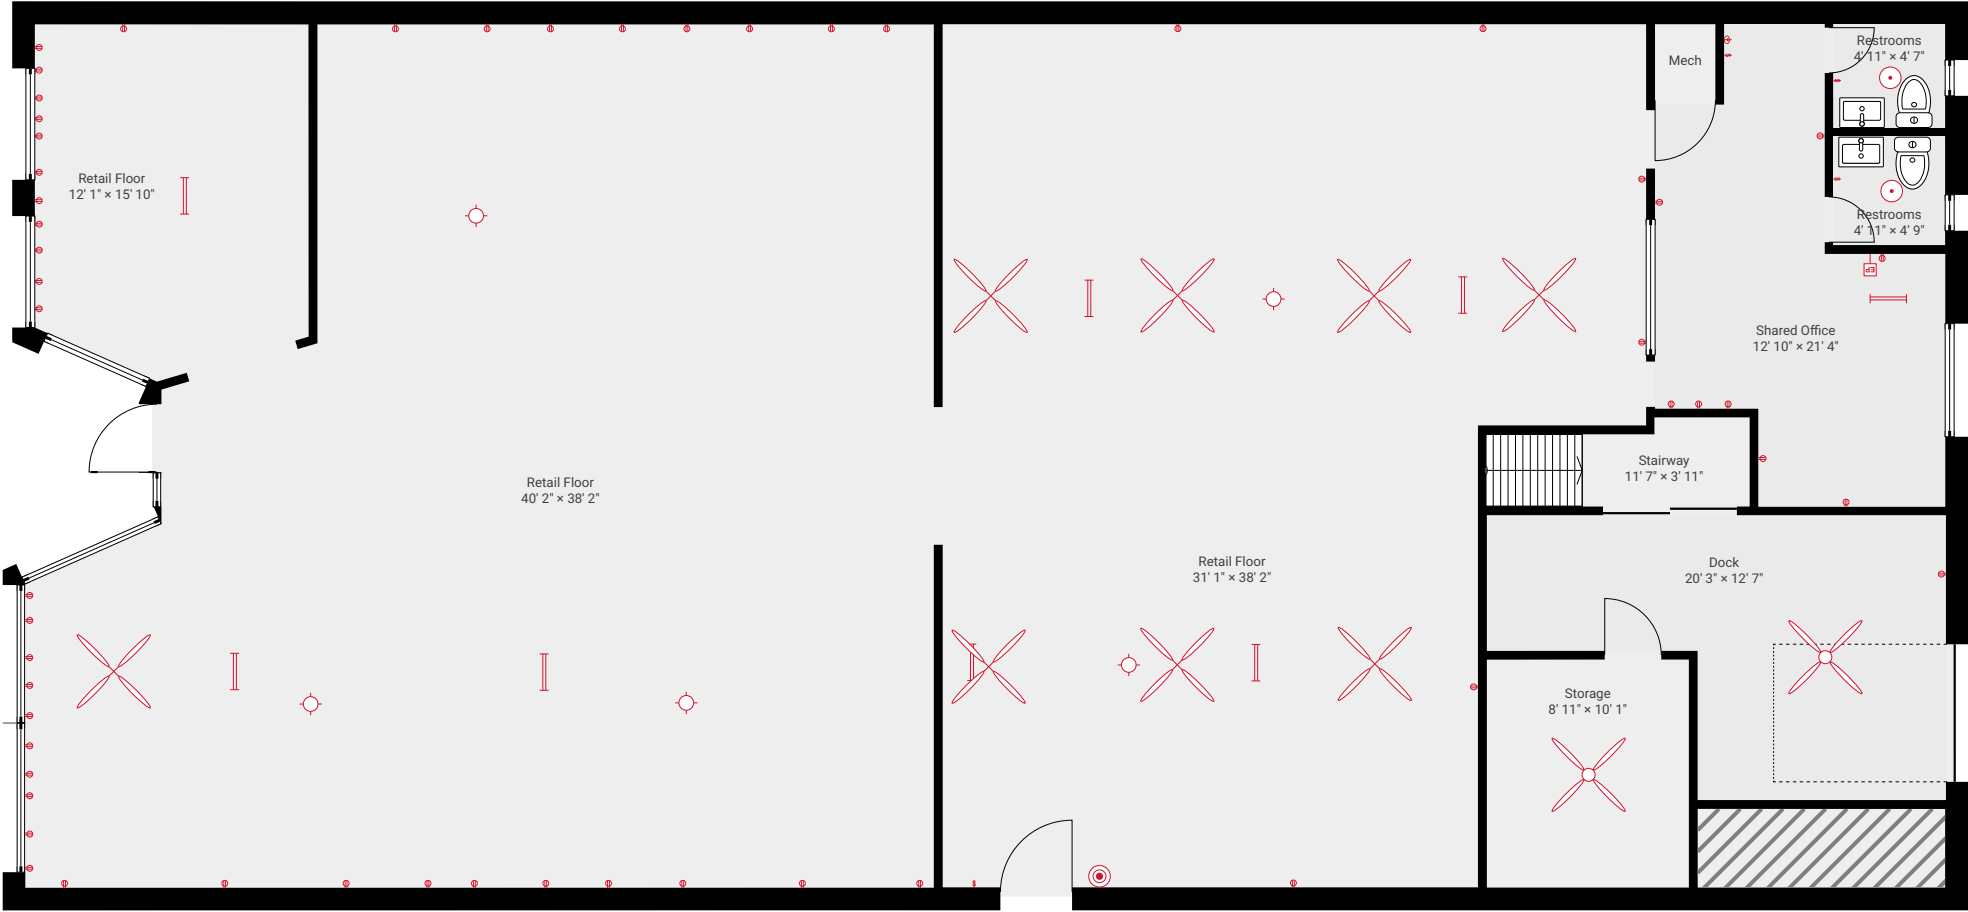 Restrooms
4' 11" × 4' 7"
Mech
Retail Floor
12' 1" × 15' 10"
Restrooms
4' 11" × 4' 9"
EP
Shared Office
12' 10" × 21' 4"
Stairway
11' 7" × 3' 11"
Retail Floor
40' 2" × 38' 2"
Retail Floor
31' 1" × 38' 2"
Dock
20' 3" × 12' 7"
Storage
8' 11" × 10' 1"